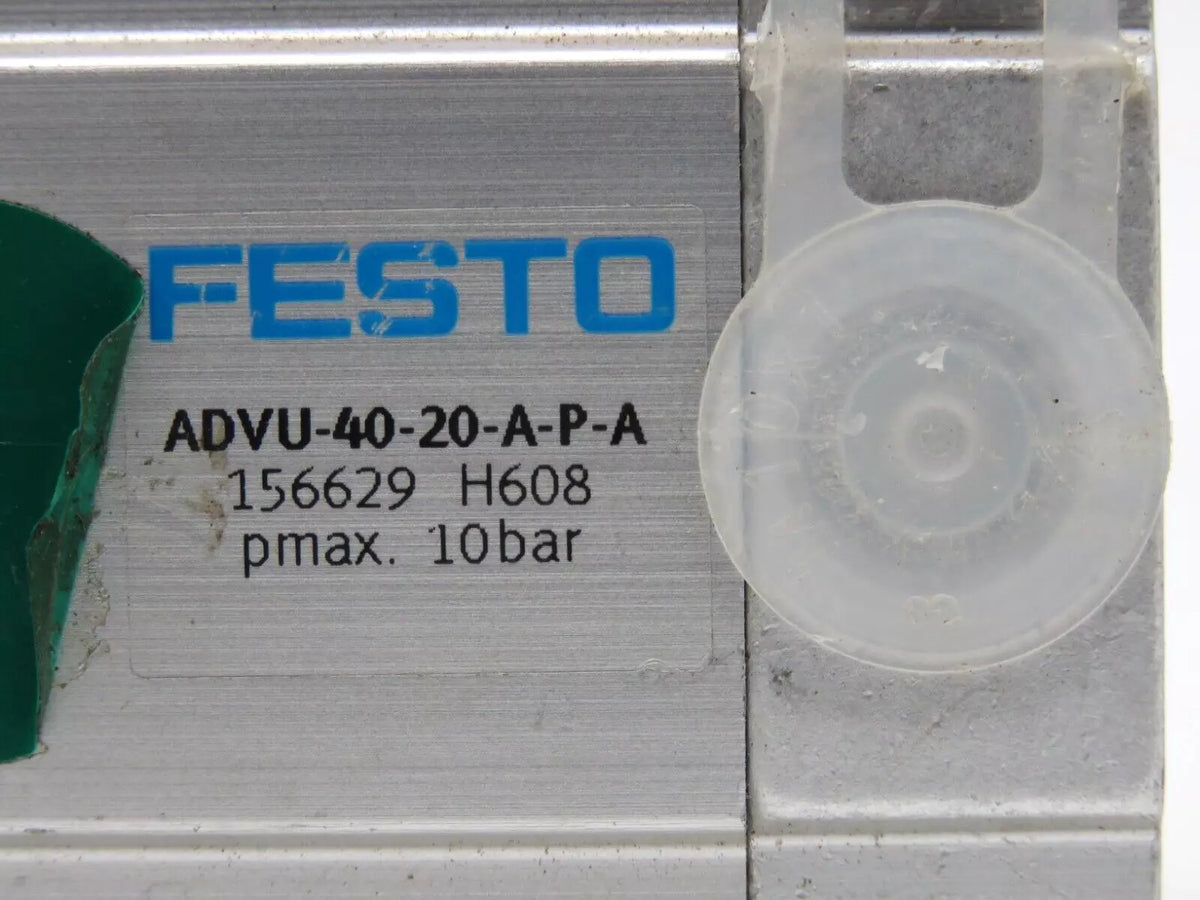 FESTO
ADVU-40-20-A-P-A
156629 H608
pmax. 10bar